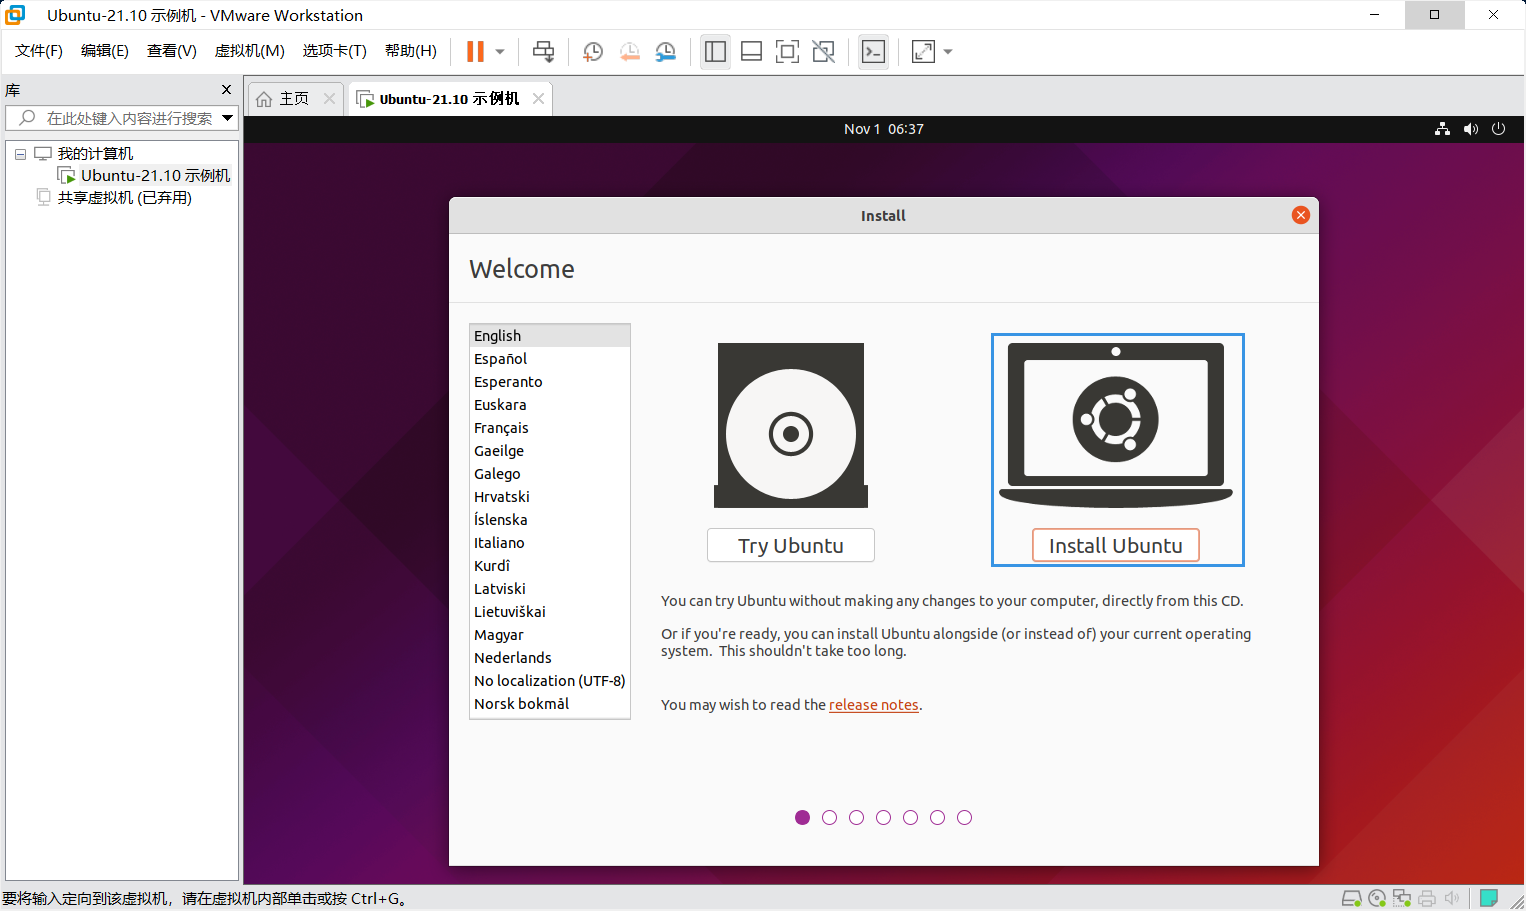 Ubuntu-21.10 示例机 - VMware Workstation
文件(F) 编辑(E) 查看(V) 虚拟机(M) 选项卡(T) 帮助(H)
库
在此处键入内容进行搜索
我的计算机
Ubuntu-21.10 示例机
共享虚拟机 (已弃用)
主页
Ubuntu-21.10 示例机
Nov 1 06:37
Install
Welcome
English
Español
Esperanto
Euskara
Français
Gaeilge
Galego
Hrvatski
Íslenska
Italiano
Kurdî
Latviski
Lietuviškai
Magyar
Nederlands
No localization (UTF-8)
Norsk bokmål
Try Ubuntu
Install Ubuntu
You can try Ubuntu without making any changes to your computer, directly from this CD.
Or if you're ready, you can install Ubuntu alongside (or instead of) your current operating
system. This shouldn't take too long.
You may wish to read the release notes.
要将输入定向到该虚拟机，请在虚拟机内部单击或按 Ctrl+G。